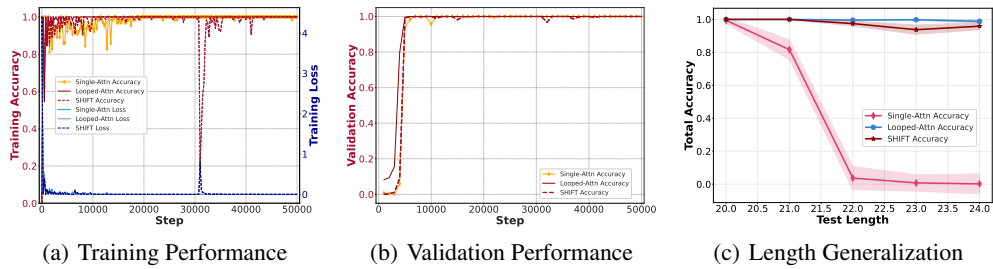 Training Accuracy
1.0
0.8
0.6
0.4
0.2
0.0
Single-Attn Accuracy
Looped-Attn Accuracy
SHIFT Accuracy
Single-Attn Loss
Looped-Attn Loss
SHIFT Loss
4
3
2
1
0
Training Loss
0 10000 20000 30000 40000 50000
Step
(a) Training Performance
Validation Accuracy
1.0
0.8
0.6
0.4
0.2
0.0
Single-Attn Accuracy
Looped-Attn Accuracy
SHIFT Accuracy
0 10000 20000 30000 40000 50000
Step
(b) Validation Performance
Total Accuracy
1.0
0.8
0.6
0.4
0.2
0.0
Single-Attn Accuracy
Looped-Attn Accuracy
SHIFT Accuracy
20.0 20.5 21.0 21.5 22.0 22.5 23.0 23.5 24.0
Test Length
(c) Length Generalization